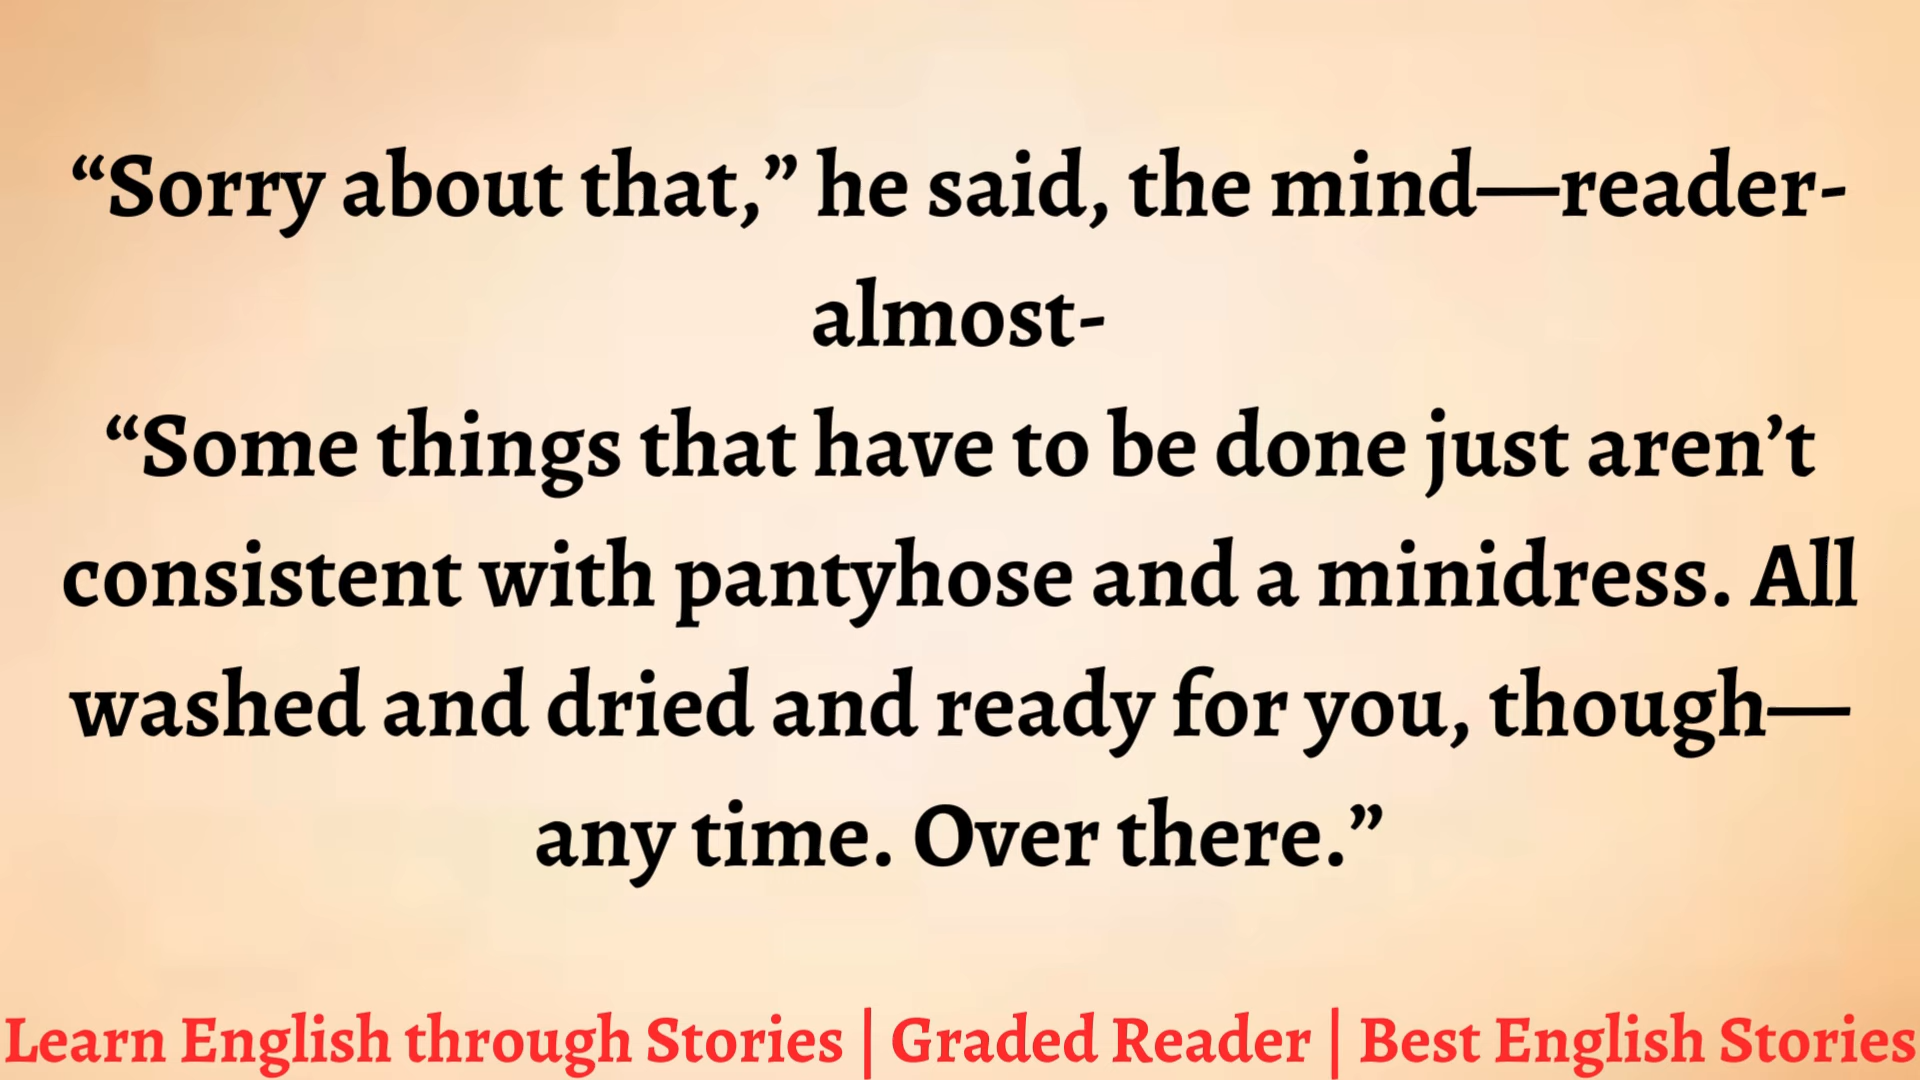 “Sorry about that,” he said, the mind—reader-
almost-
“Some things that have to be done just aren’t
consistent with pantyhose and a minidress. All
washed and dried and ready for you, though—
any time. Over there.”
Learn English through Stories | Graded Reader | Best English Stories